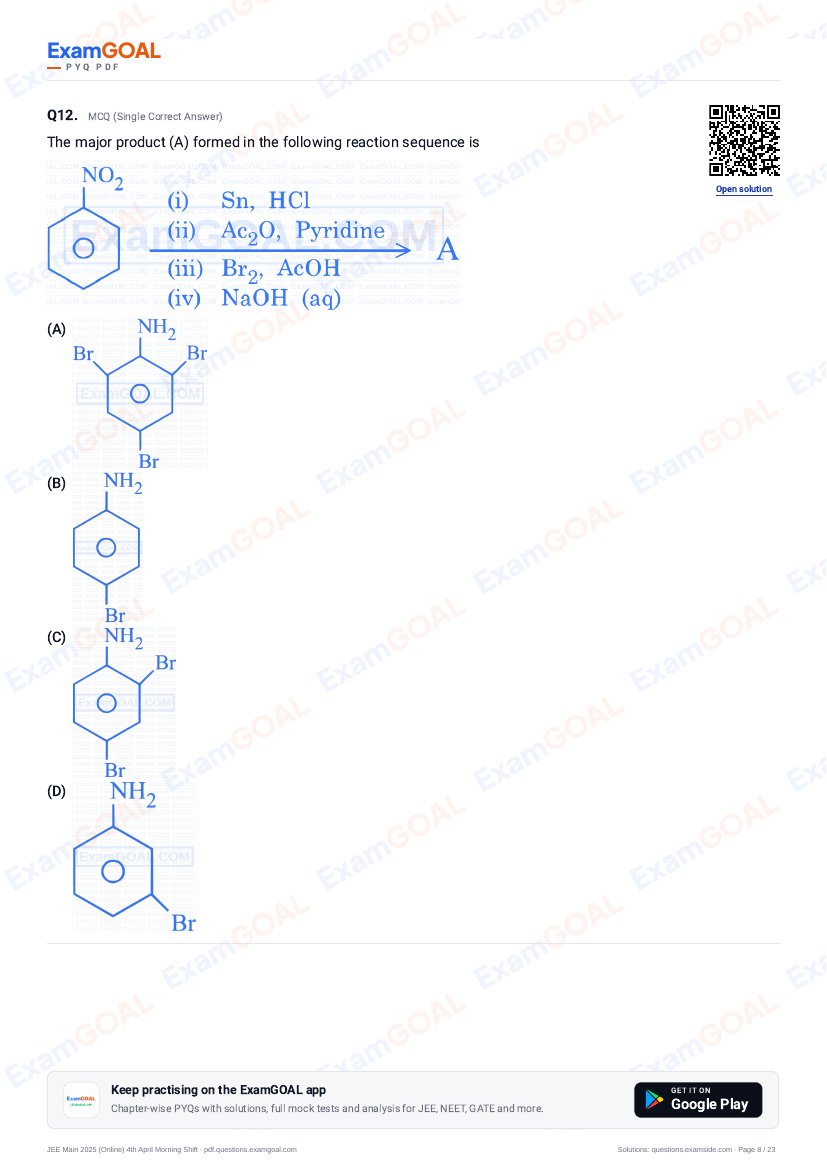 ExamGOAL
PYQ PDF
Q12. MCQ (Single Correct Answer)
The major product (A) formed in the following reaction sequence is
Open solution
NO2
(i) Sn, HCl
(ii) Ac2O, Pyridine
A
(iii) Br2, AcOH
(iv) NaOH (aq)
(A)
NH2
Br
Br
Br
(B)
NH2
Br
(C)
NH2
Br
Br
(D)
NH2
Br
Keep practising on the ExamGOAL app
Chapter-wise PYQs with solutions, full mock tests and analysis for JEE, NEET, GATE and more.
GET IT ON
Google Play
JEE Main 2025 (Online) 4th April Morning Shift · pdf.questions.examgoal.com
Solutions: questions.examside.com · Page 8 / 23